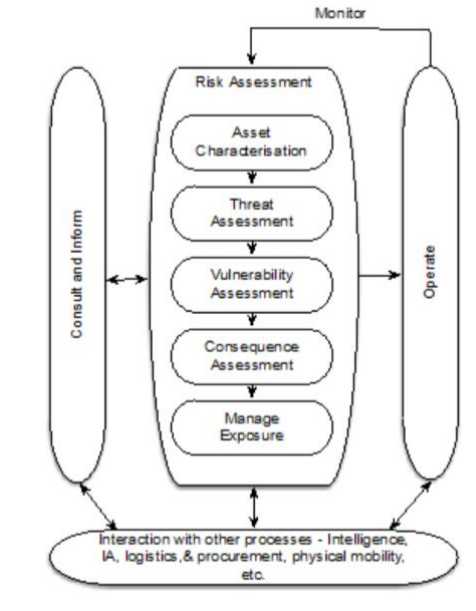 Monitor
Risk Assessment
Asset
Characterisation
Threat
Assessment
Vulnerability
Assessment
Consequence
Assessment
Manage
Exposure
Consult and Inform
Operate
Interaction with other processes - Intelligence,
IA, logistics,& procurement, physical mobility,
etc.